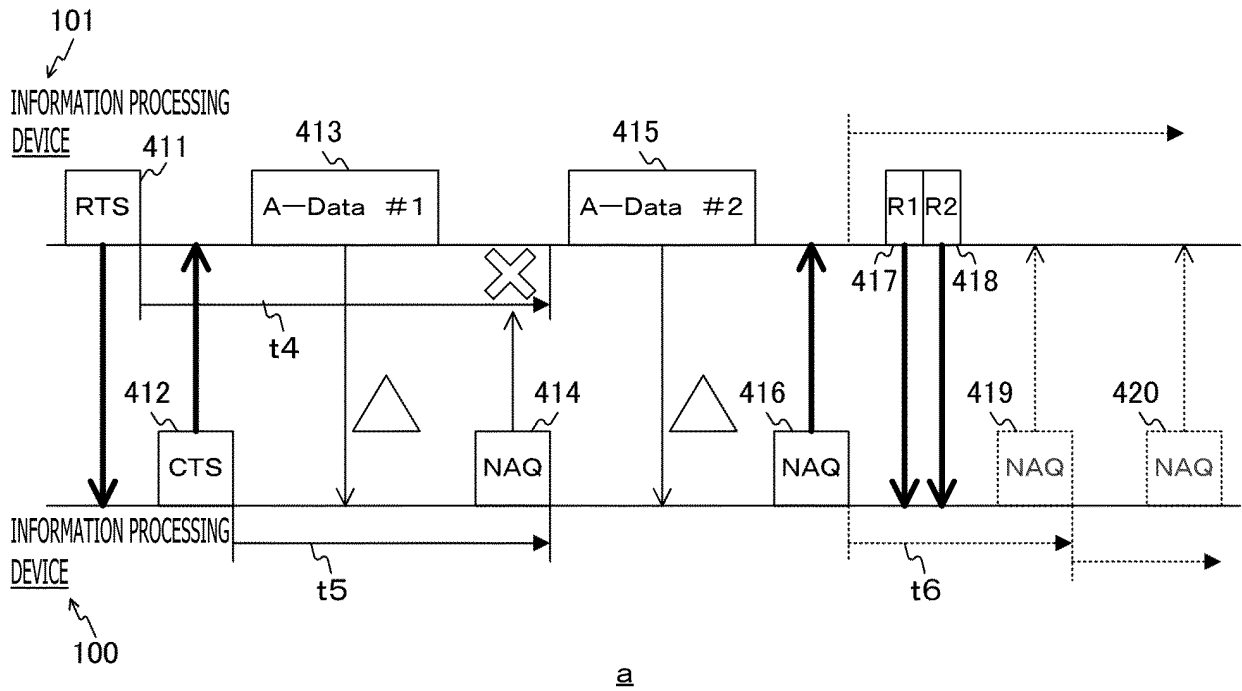 101
INFORMATION PROCESSING
DEVICE
411
413
415
RTS
A-Data #1
A-Data #2
R1
R2
417
418
t4
412
414
416
419
420
CTS
NAQ
NAQ
NAQ
NAQ
INFORMATION PROCESSING
DEVICE
t5
t6
100
a